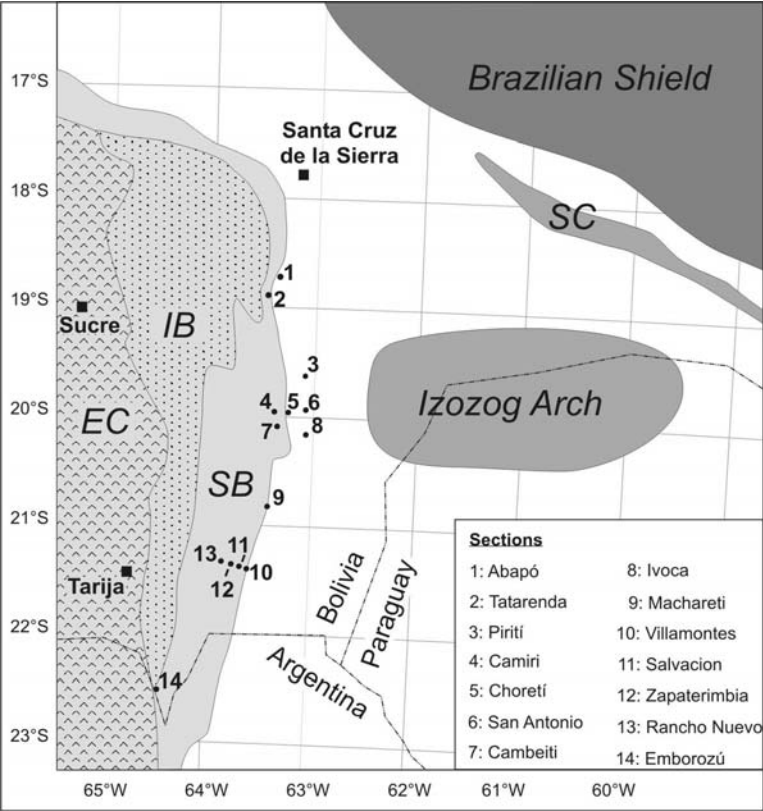 Brazilian Shield
17°S
Santa Cruz
de la Sierra
18°S
SC
1
19°S
2
Sucre
IB
3
Izozog Arch
20°S
4
5
6
EC
7
8
SB
9
21°S
11
13
10
12
Tarija
Bolivia
Paraguay
22°S
Argentina
14
23°S
65°W
64°W
63°W
62°W
61°W
60°W
Sections
1: Abapó
2: Tatarenda
3: Pirití
4: Camiri
5: Choretí
6: San Antonio
7: Cambeiti
8: Ivoca
9: Machareti
10: Villamontes
11: Salvacion
12: Zapaterimbia
13: Rancho Nuevo
14: Emborozú